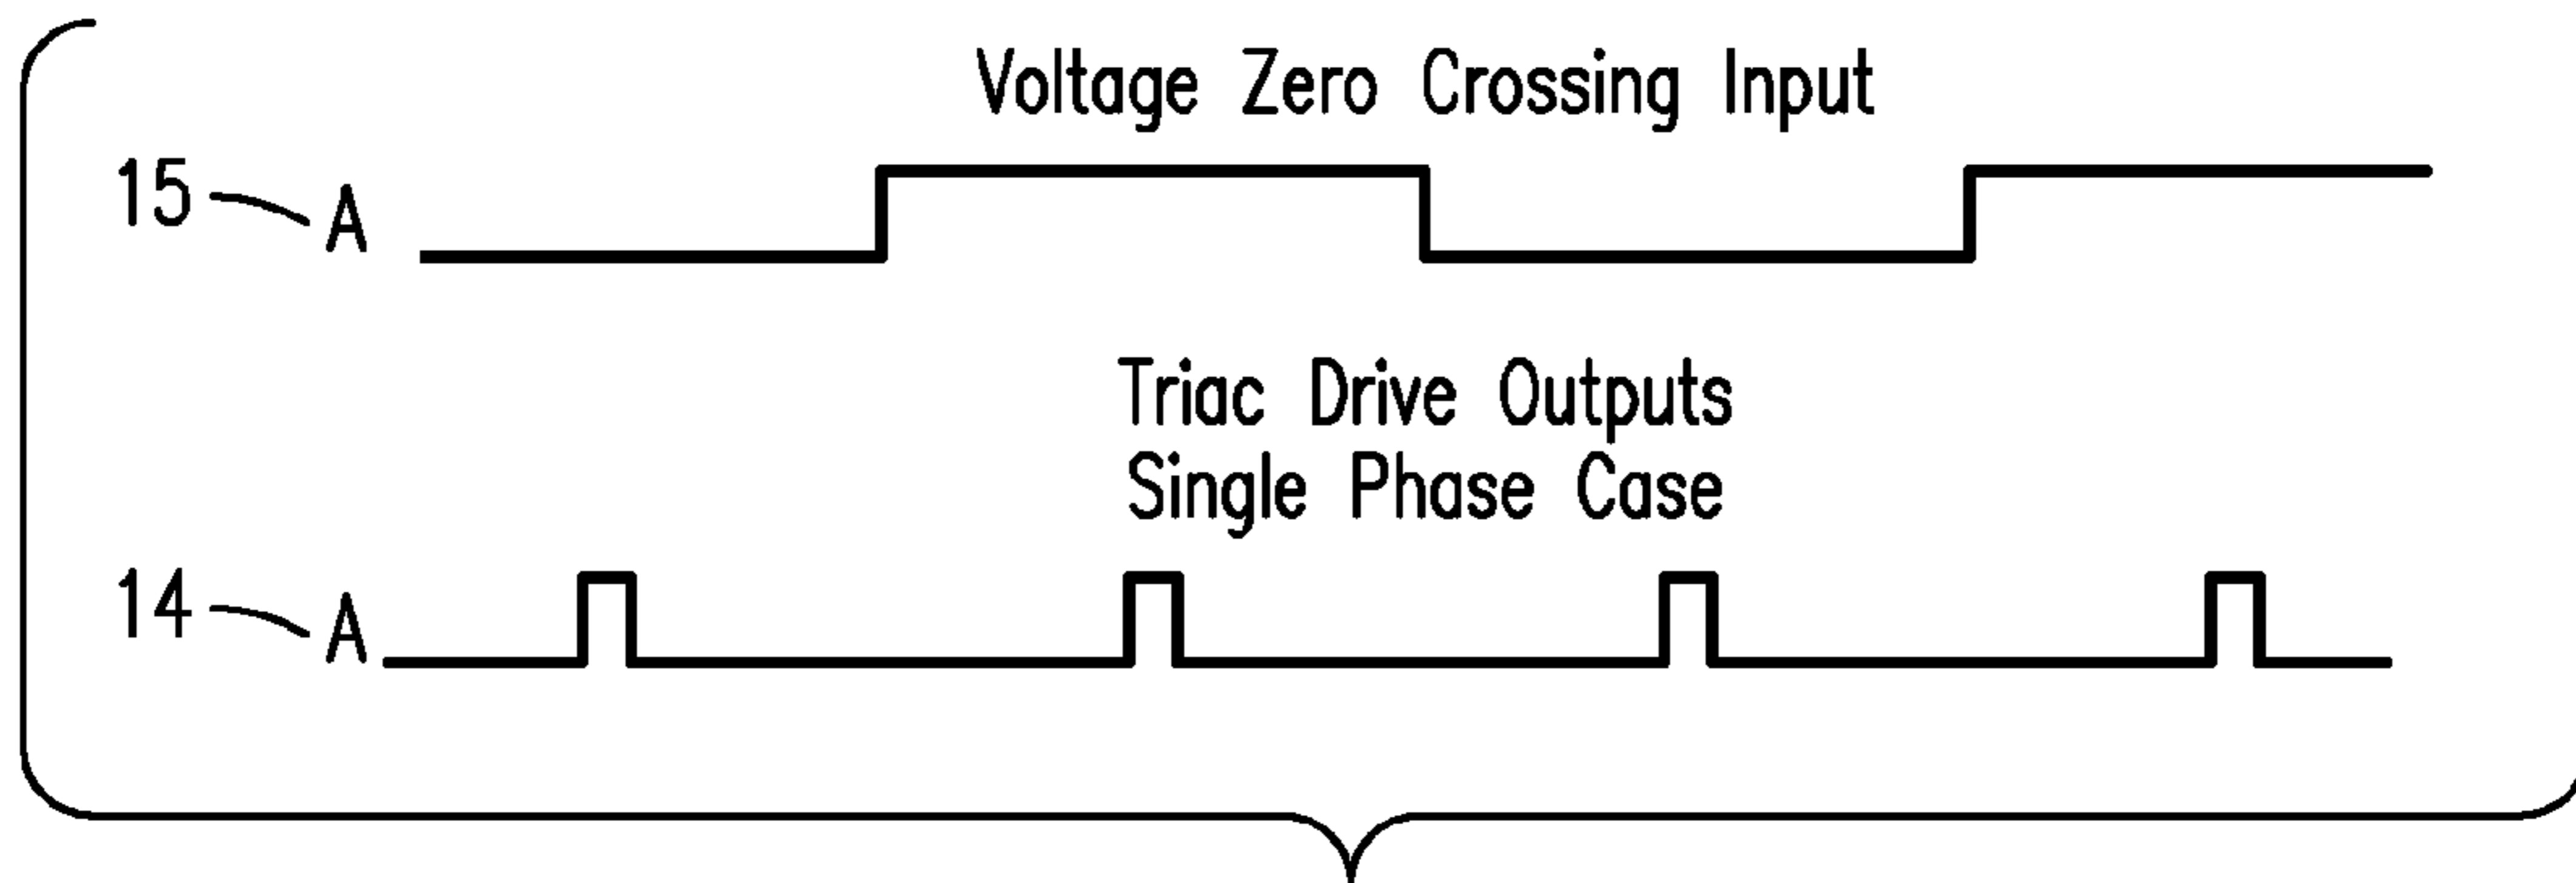 Voltage Zero Crossing Input
15 A
Triac Drive Outputs
Single Phase Case
14 A